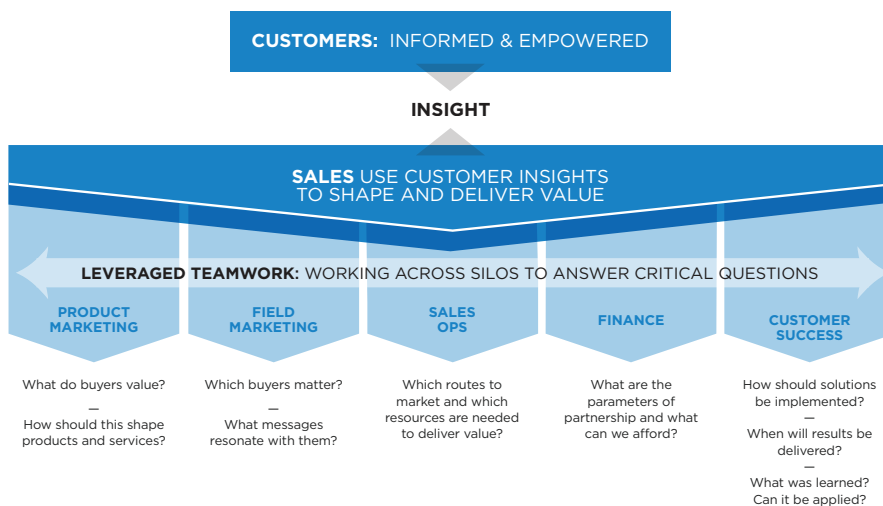 CUSTOMERS: INFORMED & EMPOWERED
INSIGHT
SALES USE CUSTOMER INSIGHTS
TO SHAPE AND DELIVER VALUE
LEVERAGED TEAMWORK: WORKING ACROSS SILOS TO ANSWER CRITICAL QUESTIONS
PRODUCT
MARKETING
What do buyers value?
—
How should this shape
products and services?
FIELD
MARKETING
Which buyers matter?
—
What messages
resonate with them?
SALES
OPS
Which routes to
market and which
resources are needed
to deliver value?
FINANCE
What are the
parameters of
partnership and what
can we afford?
CUSTOMER
SUCCESS
How should solutions
be implemented?
—
When will results be
delivered?
—
What was learned?
Can it be applied?